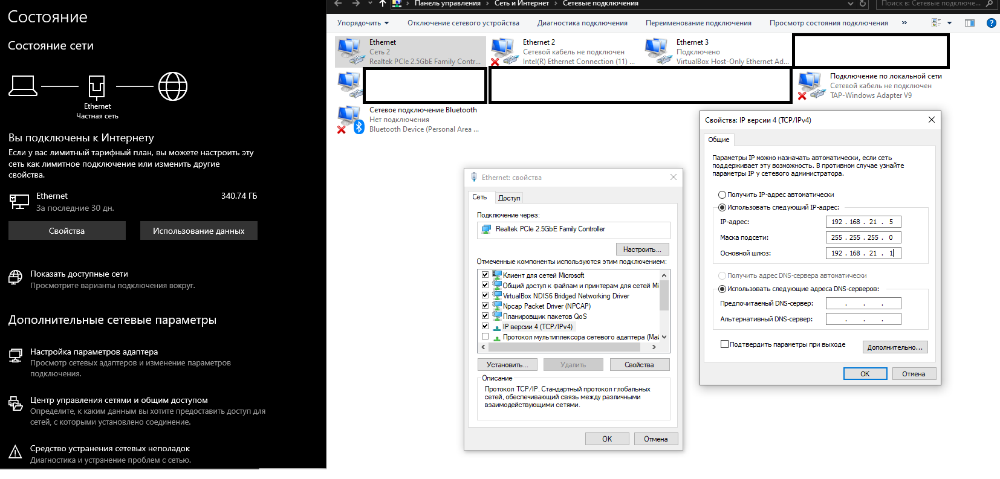 Состояние
Состояние сети
Ethernet
Частная сеть
Вы подключены к Интернету
Если у вас лимитный тарифный план, вы можете настроить эту
сеть как лимитное подключение или изменить другие
свойства.
Ethernet
340.74 ГБ
За последние 30 дн.
Свойства
Использование данных
Показать доступные сети
Просмотрите варианты подключения вокруг.
Дополнительные сетевые параметры
Настройка параметров адаптера
Просмотр сетевых адаптеров и изменение параметров
подключения.
Центр управления сетями и общим доступом
Определите, к каким данным вы хотите предоставить доступ для
сетей, с которыми установлено соединение.
Средство устранения сетевых неполадок
Диагностика и устранение проблем с сетью.
Панель управления > Сеть и Интернет > Сетевые подключения
Поиск в: Сетевые подключе...
Упорядочить
Отключение сетевого устройства
Диагностика подключения
Переименование подключения
Просмотр состояния подключения
»
Ethernet
Сеть 2
Realtek PCIe 2.5GbE Family Contr...
Ethernet 2
Сетевой кабель не подключен
Intel(R) Ethernet Connection (11) ...
Ethernet 3
Подключено
VirtualBox Host-Only Ethernet Ad...
Подключение по локальной сети
Сетевой кабель не подключен
TAP-Windows Adapter V9
Сетевое подключение Bluetooth
Нет подключения
Bluetooth Device (Personal Area ...
Ethernet: свойства
Сеть
Доступ
Подключение через:
Realtek PCIe 2.5GbE Family Controller
Настроить...
Отмеченные компоненты используются этим подключением:
Клиент для сетей Microsoft
Общий доступ к файлам и принтерам для сетей Mi
VirtualBox NDIS6 Bridged Networking Driver
Npcap Packet Driver (NPCAP)
Планировщик пакетов QoS
IP версии 4 (TCP/IPv4)
Протокол мультиплексора сетевого адаптера (Май
Установить...
Удалить
Свойства
Описание
Протокол TCP/IP. Стандартный протокол глобальных
сетей, обеспечивающий связь между различными
взаимодействующими сетями.
ОК
Отмена
Свойства: IP версии 4 (TCP/IPv4)
Общие
Параметры IP можно назначать автоматически, если сеть
поддерживает эту возможность. В противном случае узнайте
параметры IP у сетевого администратора.
Получить IP-адрес автоматически
Использовать следующий IP-адрес:
IP-адрес:
192 . 168 . 21 . 5
Маска подсети:
255 . 255 . 255 . 0
Основной шлюз:
192 . 168 . 21 . 1
Получить адрес DNS-сервера автоматически
Использовать следующие адреса DNS-серверов:
Предпочитаемый DNS-сервер:
. . .
Альтернативный DNS-сервер:
. . .
Подтвердить параметры при выходе
Дополнительно...
ОК
Отмена